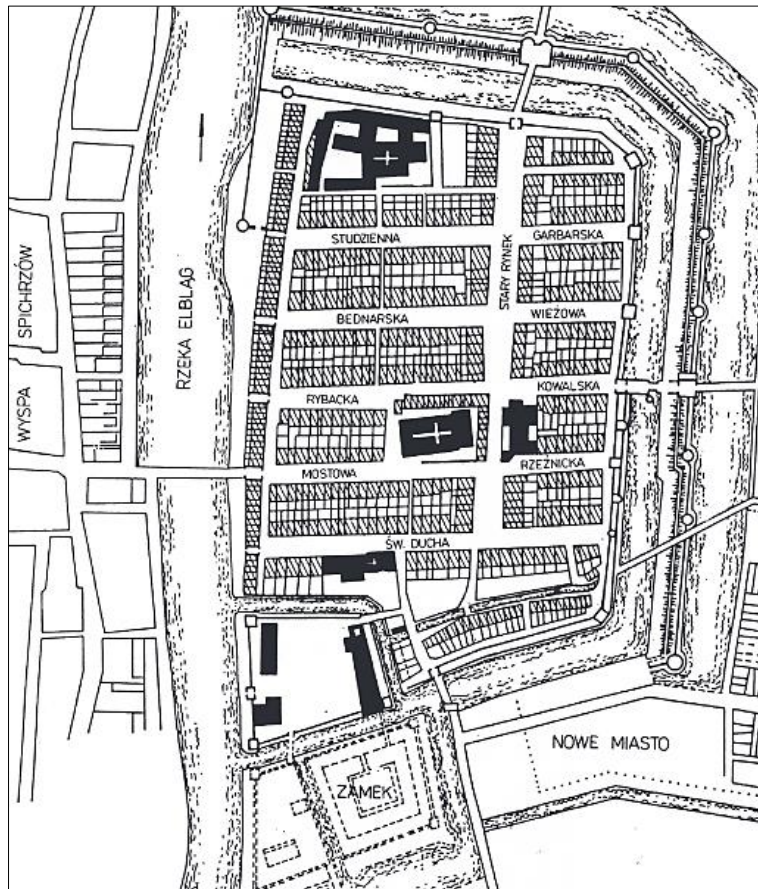 STUDZIENNA
GARBARSKA
STARY RYNEK
WYSPA SPICHRZÓW
RZEKA ELBLĄG
BEDNARSKA
WIEŻOWA
RYBACKA
KOWALSKA
MOSTOWA
RZEŹNICKA
ŚW. DUCHA
NOWE MIASTO
ZAMEK